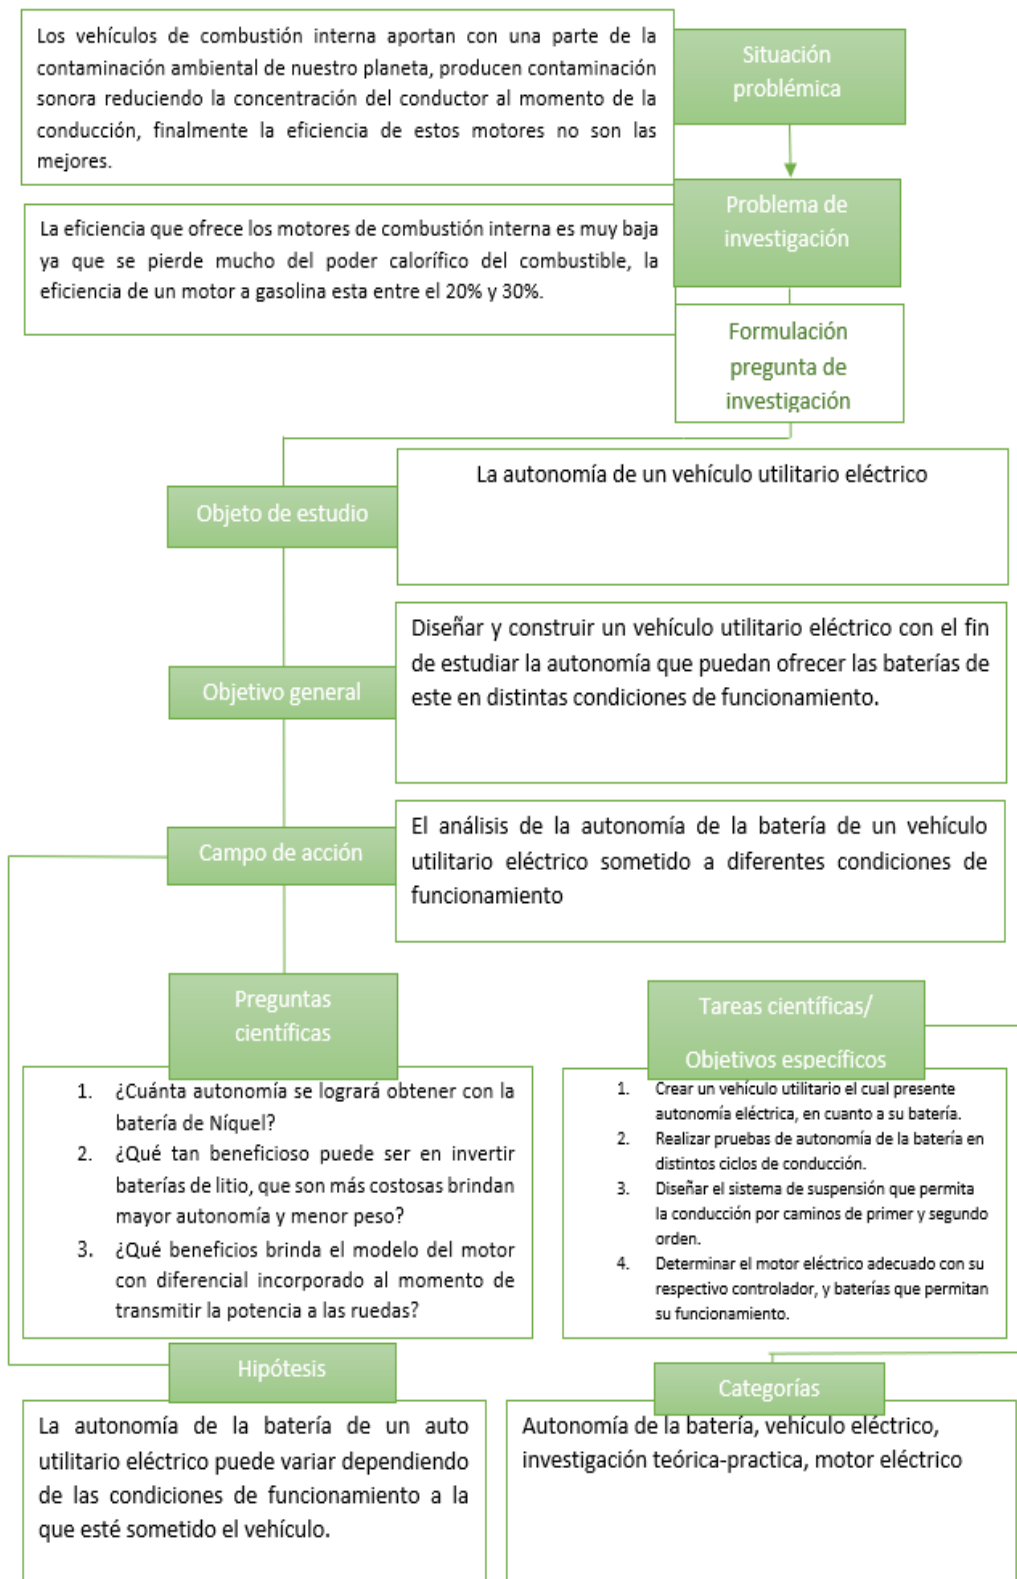 Los vehículos de combustión interna aportan con una parte de la
contaminación ambiental de nuestro planeta, producen contaminación
sonora reduciendo la concentración del conductor al momento de la
conducción, finalmente la eficiencia de estos motores no son las
mejores.
Situación
problémica
Problema de
investigación
La eficiencia que ofrece los motores de combustión interna es muy baja
ya que se pierde mucho del poder calorífico del combustible, la
eficiencia de un motor a gasolina esta entre el 20% y 30%.
Formulación
pregunta de
investigación
Objeto de estudio
La autonomía de un vehículo utilitario eléctrico
Objetivo general
Diseñar y construir un vehículo utilitario eléctrico con el fin
de estudiar la autonomía que puedan ofrecer las baterías de
este en distintas condiciones de funcionamiento.
Campo de acción
El análisis de la autonomía de la batería de un vehículo
utilitario eléctrico sometido a diferentes condiciones de
funcionamiento
Preguntas
científicas
1. ¿Cuánta autonomía se logrará obtener con la
batería de Níquel?
2. ¿Qué tan beneficioso puede ser en invertir
baterías de litio, que son más costosas brindan
mayor autonomía y menor peso?
3. ¿Qué beneficios brinda el modelo del motor
con diferencial incorporado al momento de
transmitir la potencia a las ruedas?
Tareas científicas/
Objetivos específicos
1. Crear un vehículo utilitario el cual presente
autonomía eléctrica, en cuanto a su batería.
2. Realizar pruebas de autonomía de la batería en
distintos ciclos de conducción.
3. Diseñar el sistema de suspensión que permita
la conducción por caminos de primer y segundo
orden.
4. Determinar el motor eléctrico adecuado con su
respectivo controlador, y baterías que permitan
su funcionamiento.
Hipótesis
La autonomía de la batería de un auto
utilitario eléctrico puede variar dependiendo
de las condiciones de funcionamiento a la
que esté sometido el vehículo.
Categorías
Autonomía de la batería, vehículo eléctrico,
investigación teórica-practica, motor eléctrico